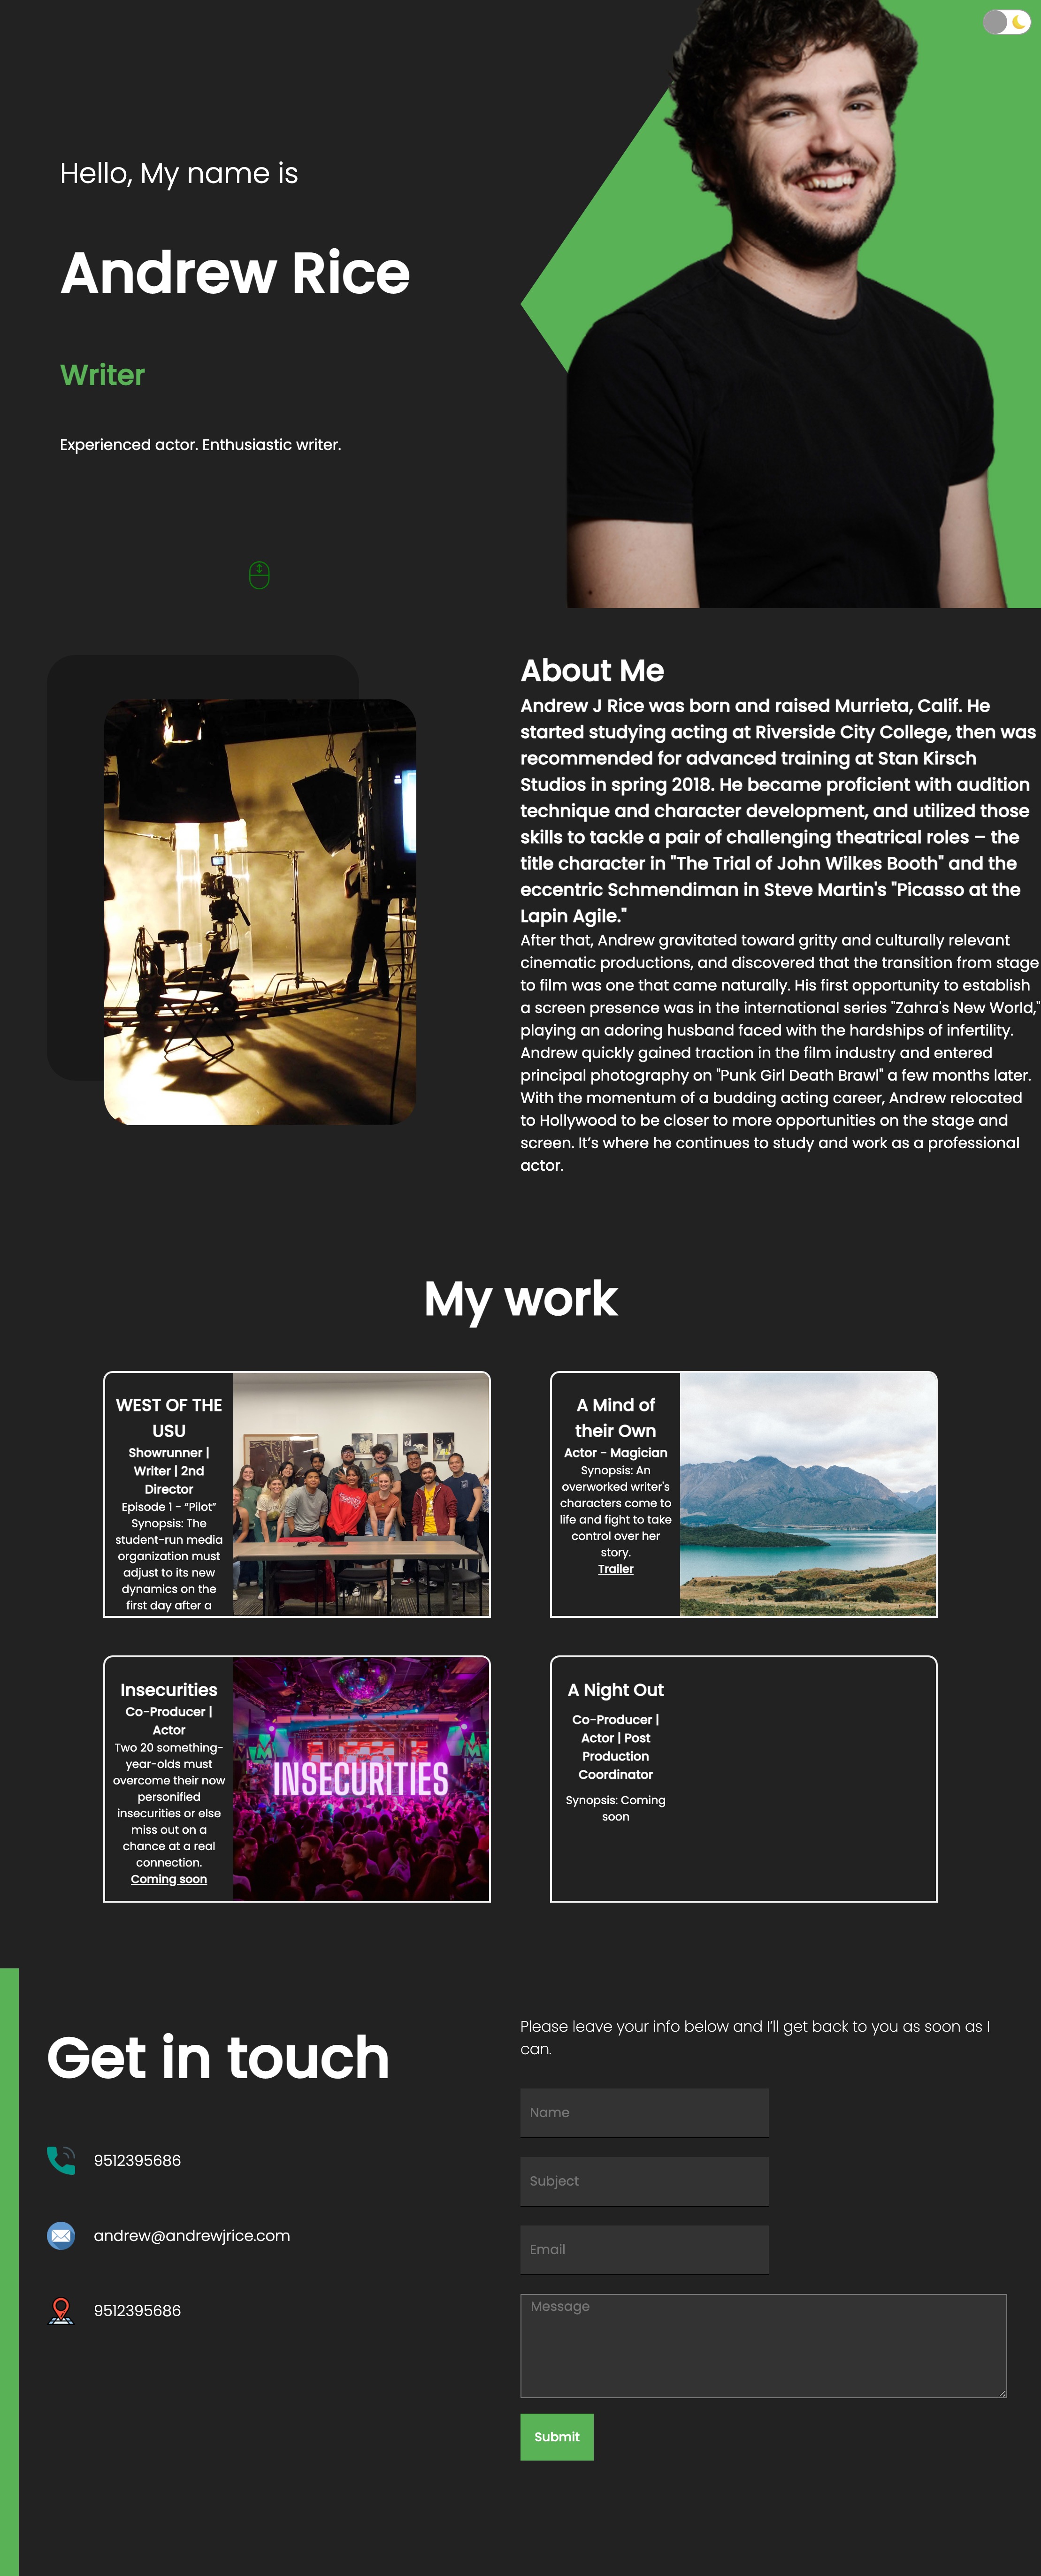 Hello, My name is
Andrew Rice
Writer
Experienced actor. Enthusiastic writer.
About Me
Andrew J Rice was born and raised Murrieta, Calif. He
started studying acting at Riverside City College, then was
recommended for advanced training at Stan Kirsch
Studios in spring 2018. He became proficient with audition
technique and character development, and utilized those
skills to tackle a pair of challenging theatrical roles – the
title character in "The Trial of John Wilkes Booth" and the
eccentric Schmendiman in Steve Martin's "Picasso at the
Lapin Agile."
After that, Andrew gravitated toward gritty and culturally relevant
cinematic productions, and discovered that the transition from stage
to film was one that came naturally. His first opportunity to establish
a screen presence was in the international series "Zahra's New World,"
playing an adoring husband faced with the hardships of infertility.
Andrew quickly gained traction in the film industry and entered
principal photography on "Punk Girl Death Brawl" a few months later.
With the momentum of a budding acting career, Andrew relocated
to Hollywood to be closer to more opportunities on the stage and
screen. It’s where he continues to study and work as a professional
actor.
My work
WEST OF THE
USU
Showrunner |
Writer | 2nd
Director
Episode 1 - “Pilot”
Synopsis: The
student-run media
organization must
adjust to its new
dynamics on the
first day after a
A Mind of
their Own
Actor - Magician
Synopsis: An
overworked writer's
characters come to
life and fight to take
control over her
story.
Trailer
Insecurities
Co-Producer |
Actor
Two 20 something-
year-olds must
overcome their now
personified
insecurities or else
miss out on a
chance at a real
connection.
Coming soon
INSECURITIES
A Night Out
Co-Producer |
Actor | Post
Production
Coordinator
Synopsis: Coming
soon
Get in touch
9512395686
andrew@andrewjrice.com
9512395686
Please leave your info below and I’ll get back to you as soon as I
can.
Name
Subject
Email
Message
Submit